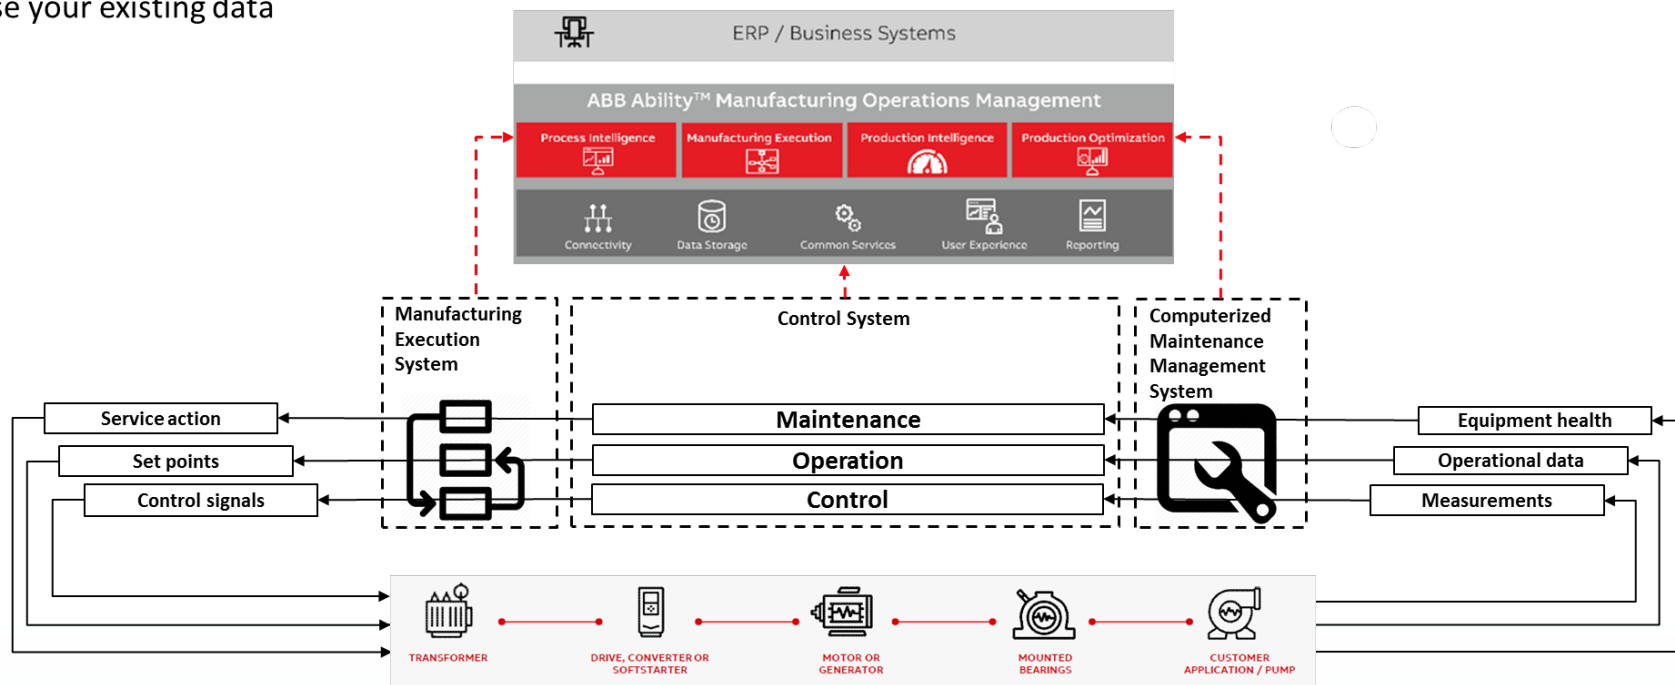 se your existing data
ERP / Business Systems
ABB Ability™ Manufacturing Operations Management
Process Intelligence
Manufacturing Execution
Production Intelligence
Production Optimization
Connectivity
Data Storage
Common Services
User Experience
Reporting
Manufacturing
Execution
System
Control System
Computerized
Maintenance
Management
System
Service action
Maintenance
Equipment health
Set points
Operation
Operational data
Control signals
Control
Measurements
TRANSFORMER
DRIVE, CONVERTER OR
SOFTSTARTER
MOTOR OR
GENERATOR
MOUNTED
BEARINGS
CUSTOMER
APPLICATION / PUMP